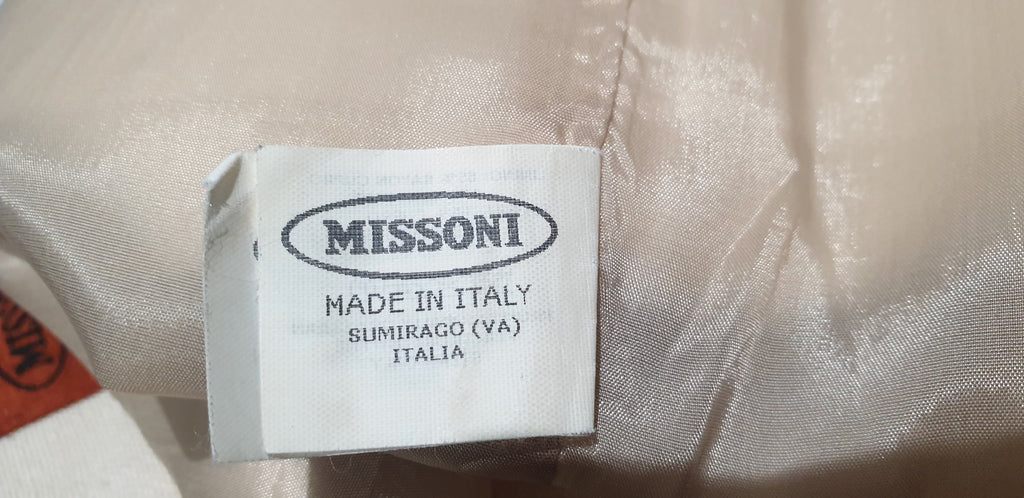 MISSONI
MADE IN ITALY
SUMIRAGO (VA)
ITALIA